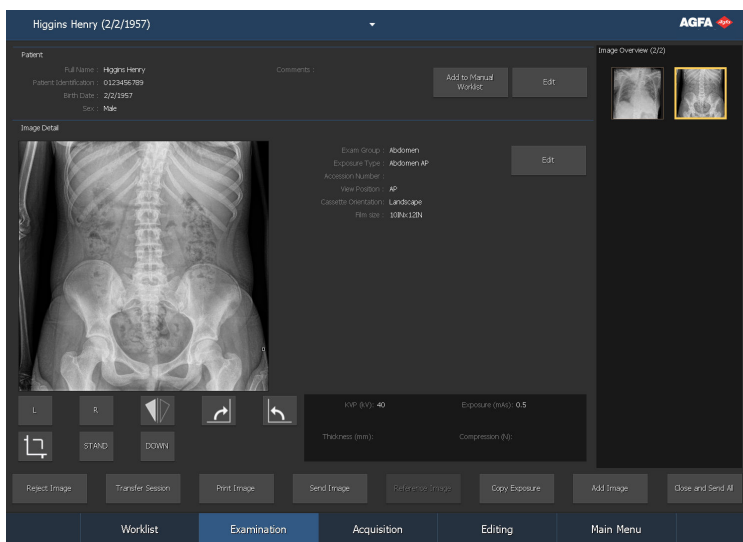 Higgins Henry (2/2/1957)
AGFA
Patient
Full Name : Higgins Henry
Comments :
Patient Identification : 0123456789
Birth Date : 2/2/1957
Sex : Male
Add to Manual
Worklist
Edit
Image Overview (2/2)
Image Detail
Exam Group : Abdomen
Exposure Type : Abdomen AP
Accession Number :
View Position : AP
Cassette Orientation: Landscape
Film size : 10INx12IN
Edit
L
R
STAND
DOWN
KVP (kV): 40
Exposure (mAs): 0.5
Thickness (mm):
Compression (N):
Reject Image
Transfer Session
Print Image
Send Image
Reference Image
Copy Exposure
Add Image
Close and Send All
Worklist
Examination
Acquisition
Editing
Main Menu